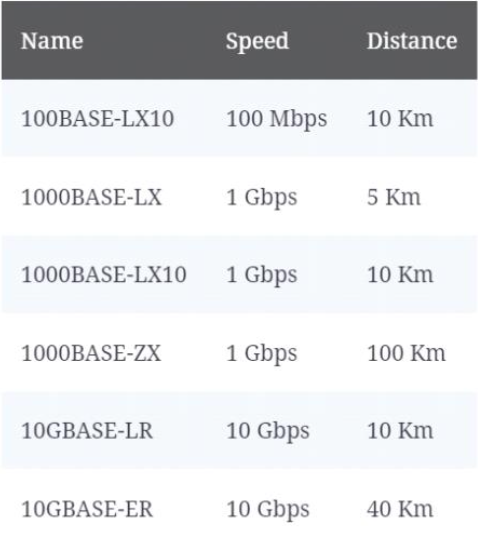 Name Speed Distance
100BASE-LX10 100 Mbps 10 Km
1000BASE-LX 1 Gbps 5 Km
1000BASE-LX10 1 Gbps 10 Km
1000BASE-ZX 1 Gbps 100 Km
10GBASE-LR 10 Gbps 10 Km
10GBASE-ER 10 Gbps 40 Km